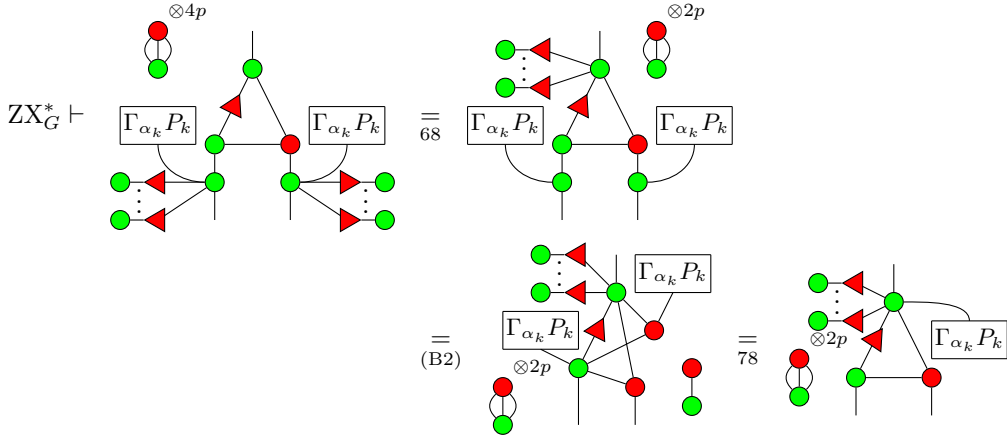 ⊗4p ⊗2p
ZX*_G ⊢ Γ_{α_k} P_k Γ_{α_k} P_k = Γ_{α_k} P_k Γ_{α_k} P_k
68
Γ_{α_k} P_k
= Γ_{α_k} P_k = Γ_{α_k} P_k
(B2) ⊗2p 78 ⊗2p